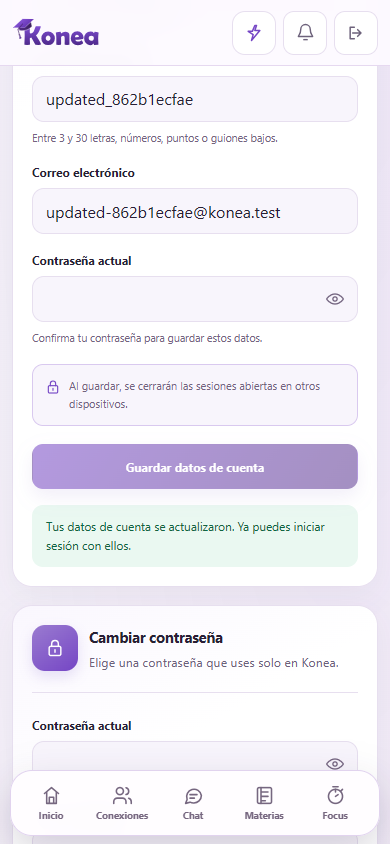 Konea
updated_862b1ecfae
Entre 3 y 30 letras, números, puntos o guiones bajos.
Correo electrónico
updated-862b1ecfae@konea.test
Contraseña actual
Confirma tu contraseña para guardar estos datos.
Al guardar, se cerrarán las sesiones abiertas en otros
dispositivos.
Guardar datos de cuenta
Tus datos de cuenta se actualizaron. Ya puedes iniciar
sesión con ellos.
Cambiar contraseña
Elige una contraseña que uses solo en Konea.
Contraseña actual
Inicio
Conexiones
Chat
Materias
Focus